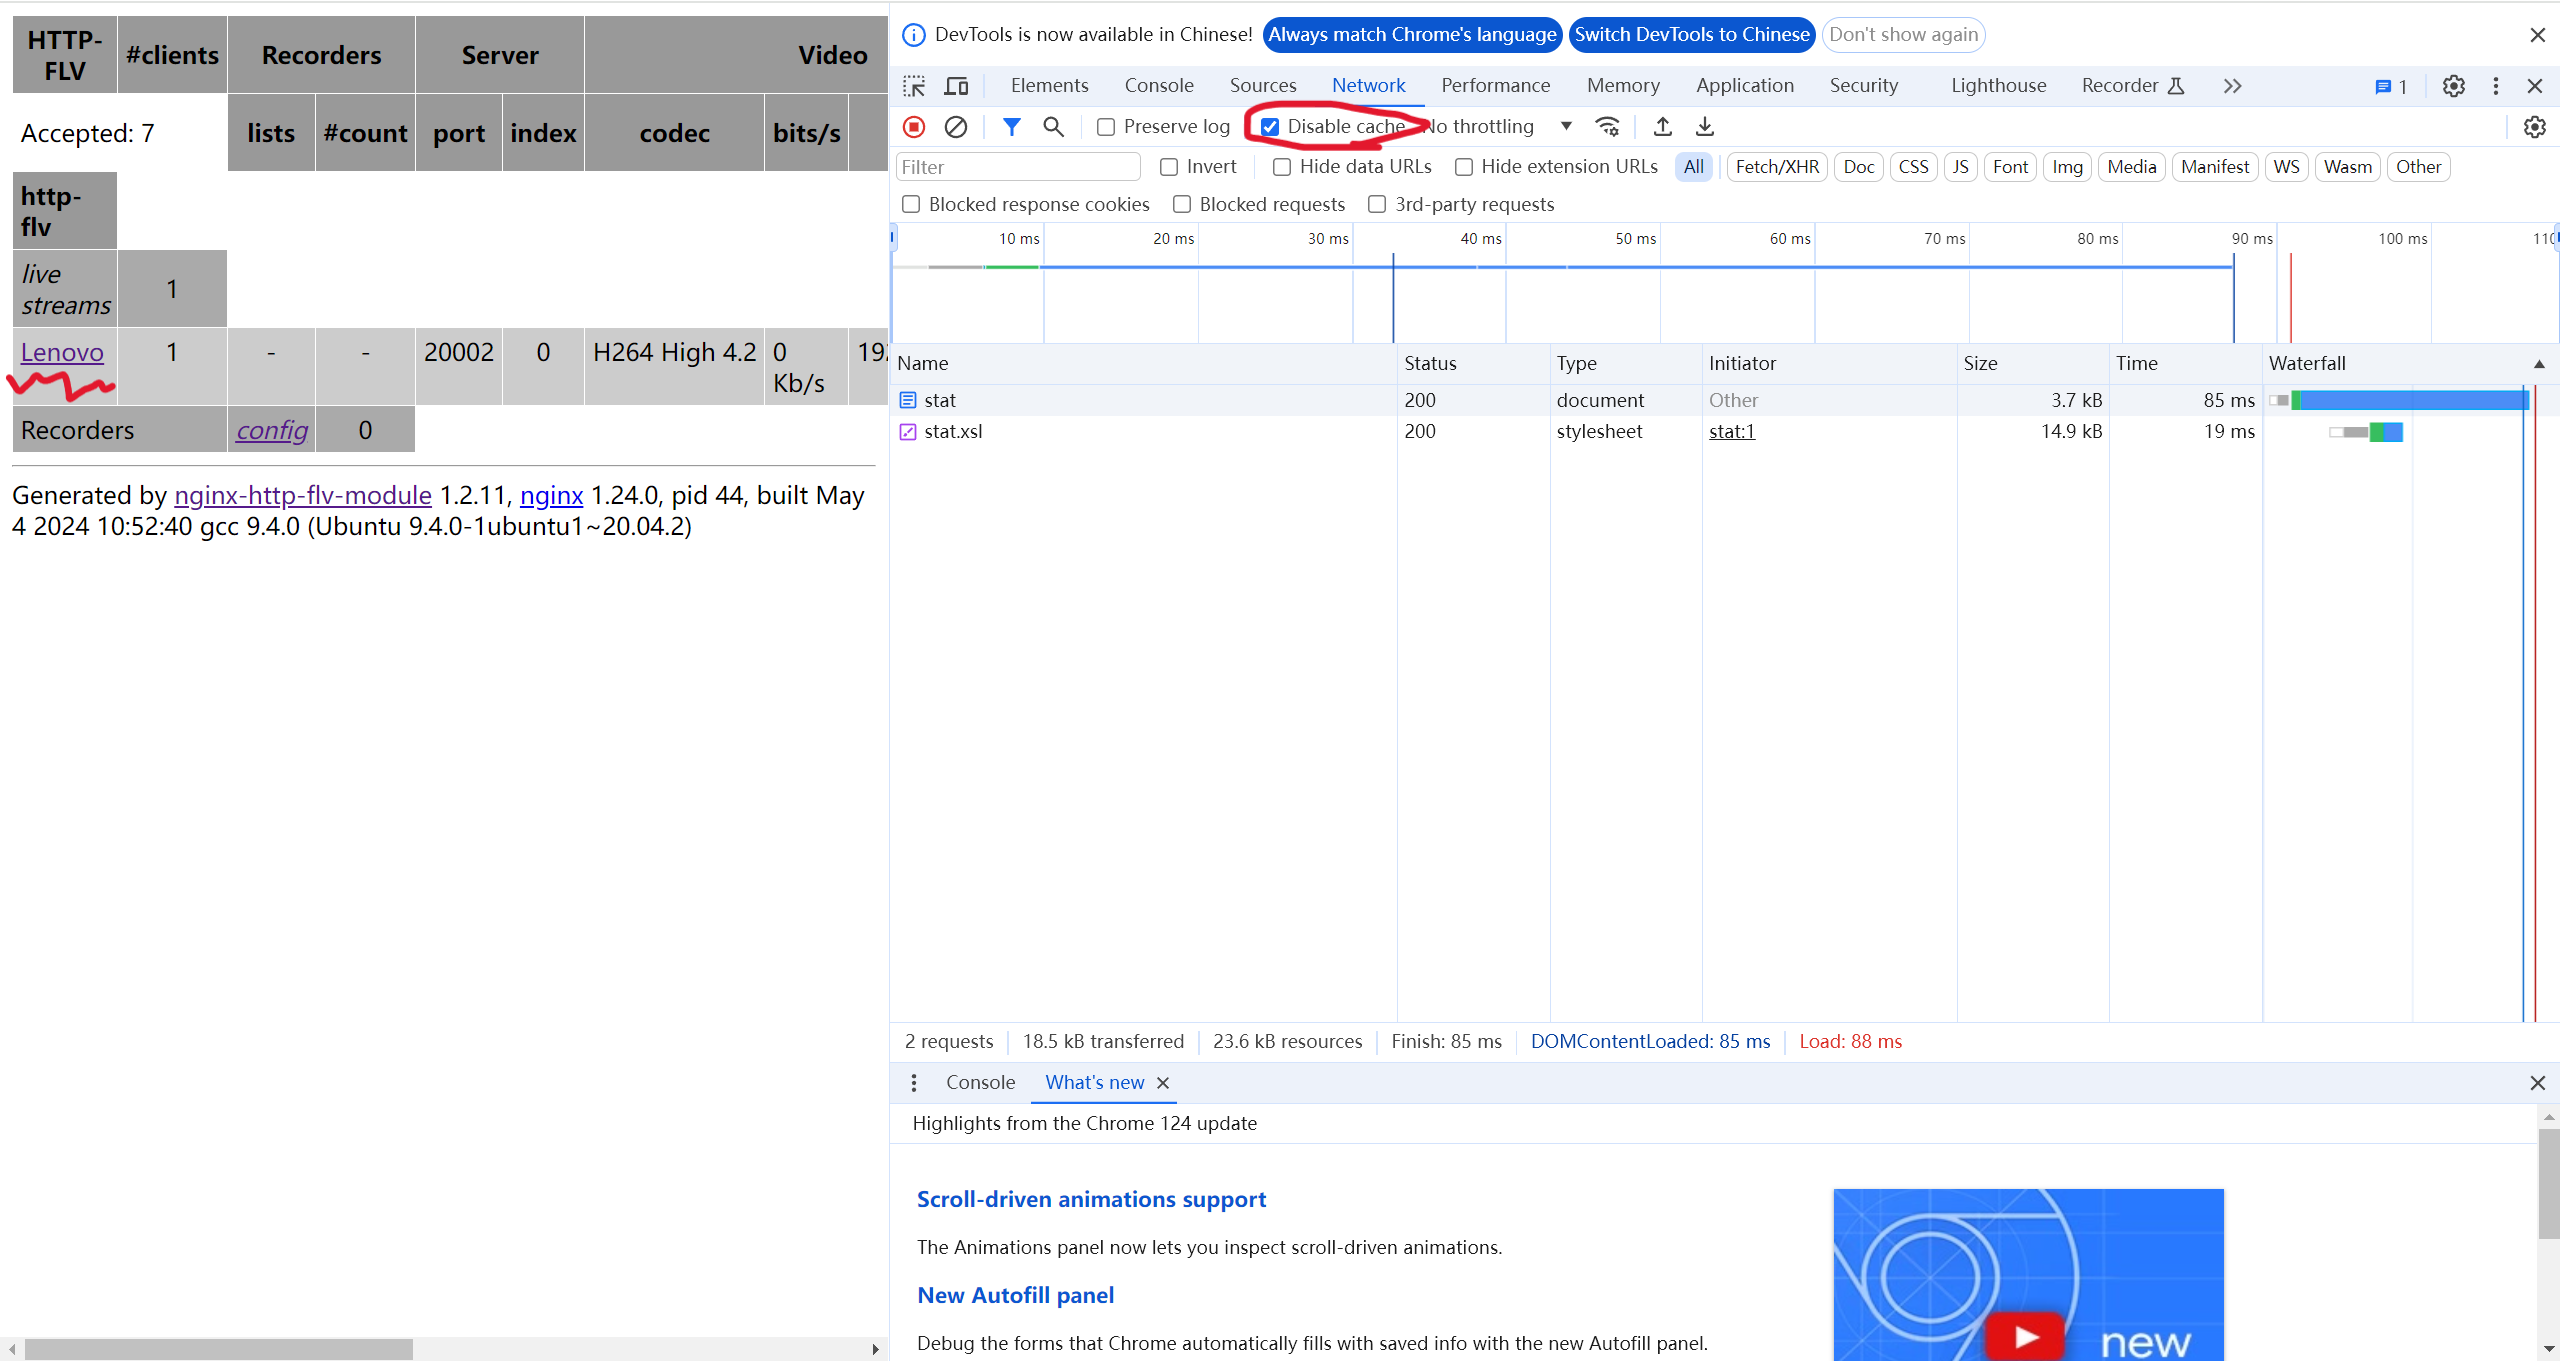 HTTP-FLV #clients Recorders Server Video
Accepted: 7 lists #count port index codec bits/s
http-flv
live streams 1
Lenovo 1 - - 20002 0 H264 High 4.2 0 Kb/s
Recorders config 0
Generated by nginx-http-flv-module 1.2.11, nginx 1.24.0, pid 44, built May
4 2024 10:52:40 gcc 9.4.0 (Ubuntu 9.4.0-1ubuntu1~20.04.2)
DevTools is now available in Chinese! Always match Chrome's language Switch DevTools to Chinese Don't show again
Elements Console Sources Network Performance Memory Application Security Lighthouse Recorder 1
Preserve log Disable cache No throttling
Filter Invert Hide data URLs Hide extension URLs All Fetch/XHR Doc CSS JS Font Img Media Manifest WS Wasm Other
Blocked response cookies Blocked requests 3rd-party requests
10 ms 20 ms 30 ms 40 ms 50 ms 60 ms 70 ms 80 ms 90 ms 100 ms
Name Status Type Initiator Size Time Waterfall
stat 200 document Other 3.7 kB 85 ms
stat.xsl 200 stylesheet stat:1 14.9 kB 19 ms
2 requests 18.5 kB transferred 23.6 kB resources Finish: 85 ms DOMContentLoaded: 85 ms Load: 88 ms
Console What's new
Highlights from the Chrome 124 update
Scroll-driven animations support
The Animations panel now lets you inspect scroll-driven animations.
New Autofill panel
Debug the forms that Chrome automatically fills with saved info with the new Autofill panel.
new